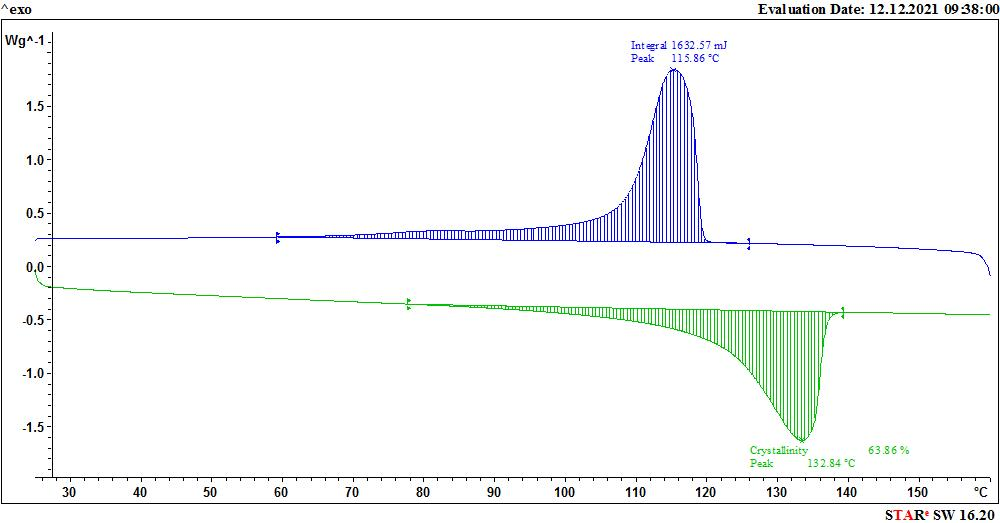 ^exo Evaluation Date: 12.12.2021 09:38:00
Wg^-1
Integral 1632.57 mJ
Peak 115.86 °C
1.5
1.0
0.5
0.0
-0.5
-1.0
-1.5
Crystallinity 63.86 %
Peak 132.84 °C
30 40 50 60 70 80 90 100 110 120 130 140 150 °C
STARe SW 16.20